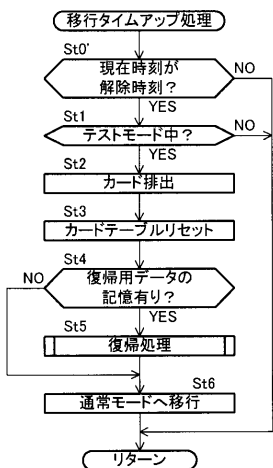 移行タイムアップ処理
St0'
現在時刻が
解除時刻?
NO
YES
St1
テストモード中?
NO
YES
St2
カード排出
St3
カードテーブルリセット
St4
NO
復帰用データの
記憶有り?
YES
St5
復帰処理
St6
通常モードへ移行
リターン